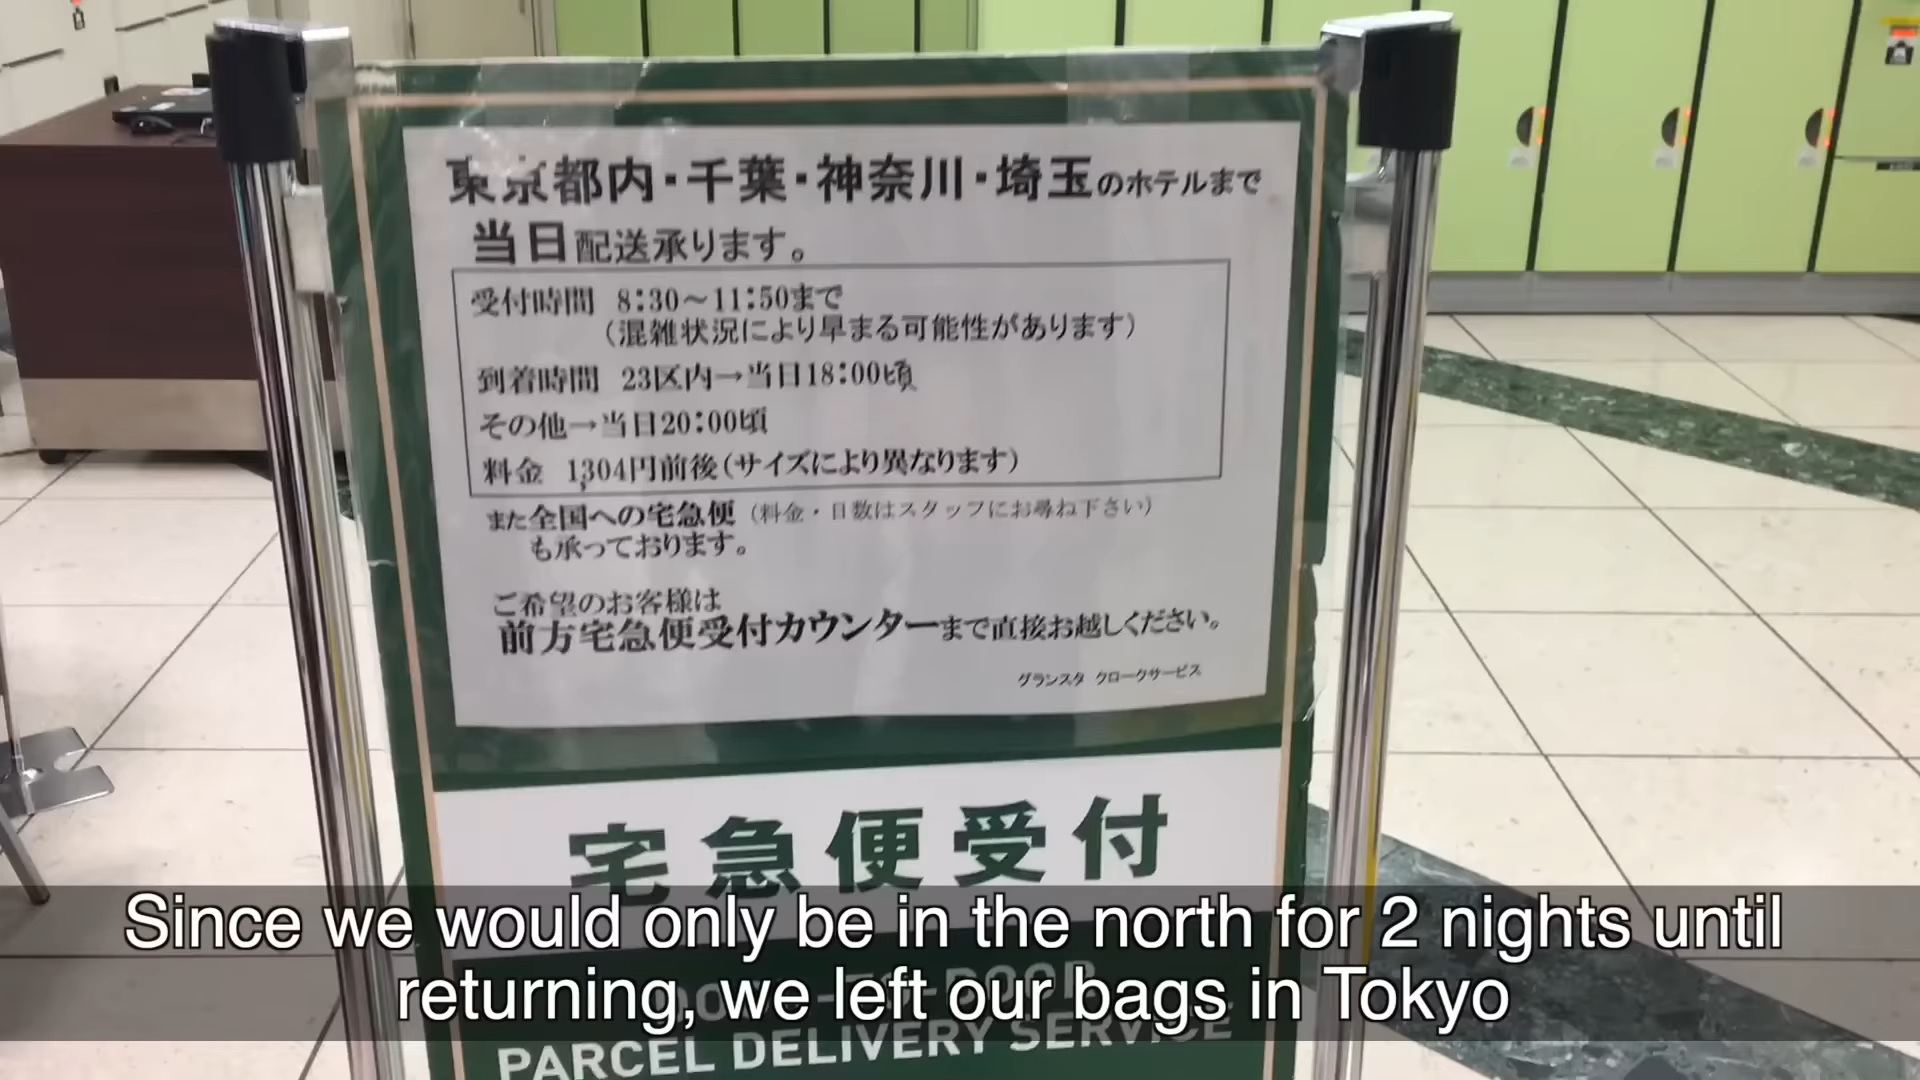 東京都内・千葉・神奈川・埼玉のホテルまで
当日配送承ります。
受付時間 8:30～11:50まで
(混雑状況により早まる可能性があります)
到着時間 23区内→当日18:00頃
その他→当日20:00頃
料金 1,304円前後(サイズにより異なります)
また全国への宅急便(料金・日数はスタッフにお尋ね下さい)
も承っております。
ご希望のお客様は
前方宅急便受付カウンターまで直接お越しください。
グランスタ クロークサービス
宅急便受付
Since we would only be in the north for 2 nights until
returning, we left our bags in Tokyo
DOOR-TO-DOOR
PARCEL DELIVERY SERVICE